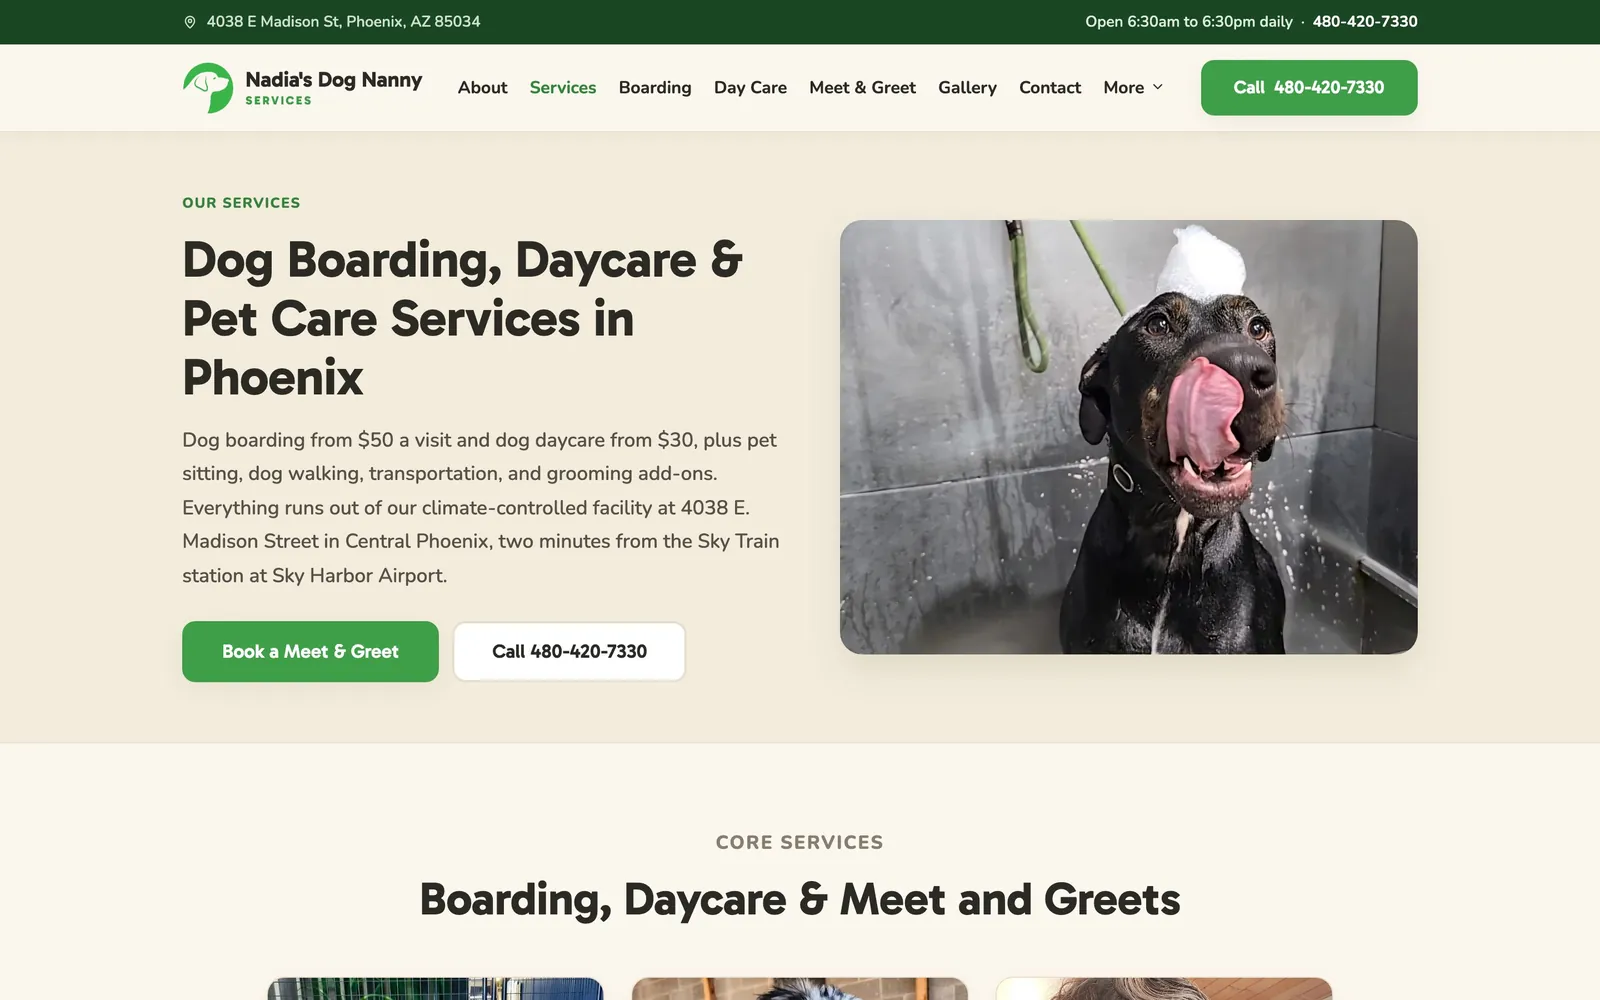 4038 E Madison St, Phoenix, AZ 85034
Open 6:30am to 6:30pm daily · 480-420-7330
Nadia's Dog Nanny
SERVICES
About
Services
Boarding
Day Care
Meet & Greet
Gallery
Contact
More
Call 480-420-7330
OUR SERVICES
Dog Boarding, Daycare &
Pet Care Services in
Phoenix
Dog boarding from $50 a visit and dog daycare from $30, plus pet
sitting, dog walking, transportation, and grooming add-ons.
Everything runs out of our climate-controlled facility at 4038 E.
Madison Street in Central Phoenix, two minutes from the Sky Train
station at Sky Harbor Airport.
Book a Meet & Greet
Call 480-420-7330
CORE SERVICES
Boarding, Daycare & Meet and Greets